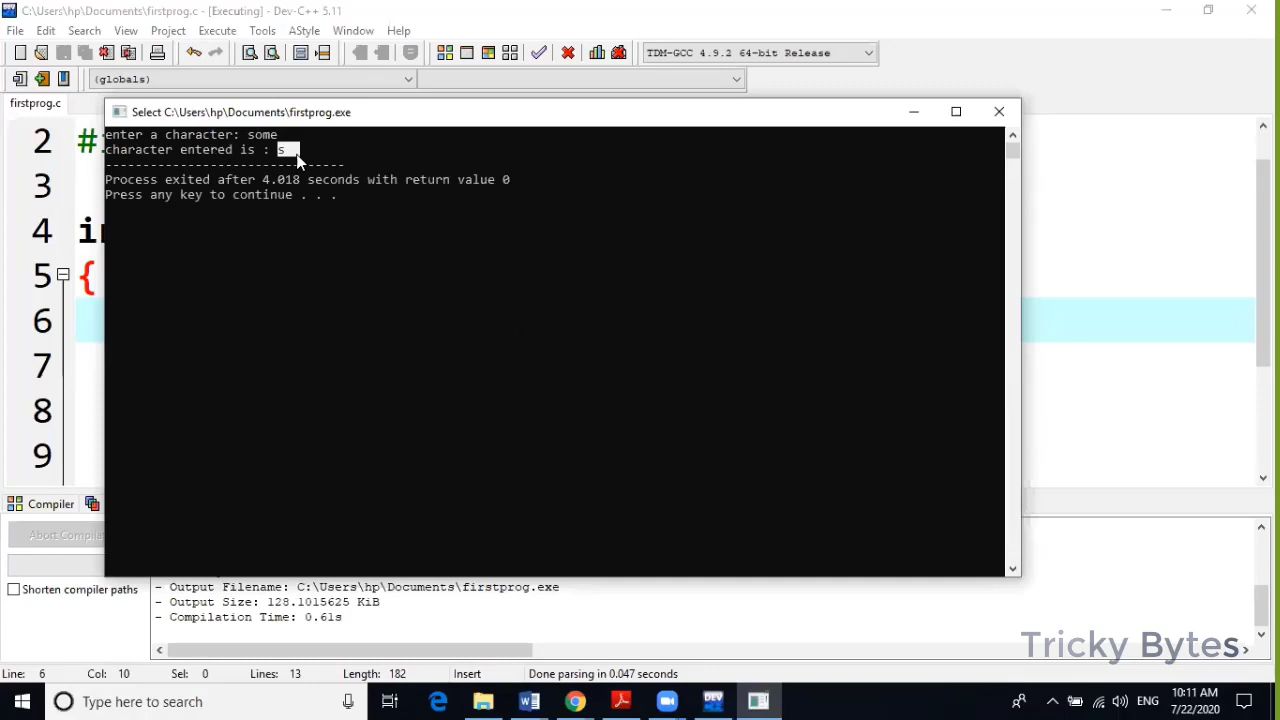 C:\Users\hp\Documents\firstprog.c - [Executing] - Dev-C++ 5.11
File Edit Search View Project Execute Tools AStyle Window Help
TDM-GCC 4.9.2 64-bit Release
(globals)
firstprog.c
Select C:\Users\hp\Documents\firstprog.exe
enter a character: some
character entered is : s
--------------------------------
Process exited after 4.018 seconds with return value 0
Press any key to continue . . .
2 #
3
4
5 {
6
7
8
9
Compiler
Shorten compiler paths
- Output Filename: C:\Users\hp\Documents\firstprog.exe
- Output Size: 128.1015625 KiB
- Compilation Time: 0.61s
Tricky Bytes
Line: 6 Col: 10 Sel: 0 Lines: 13 Length: 182 Insert Done parsing in 0.047 seconds
Type here to search
ENG
10:11 AM
7/22/2020